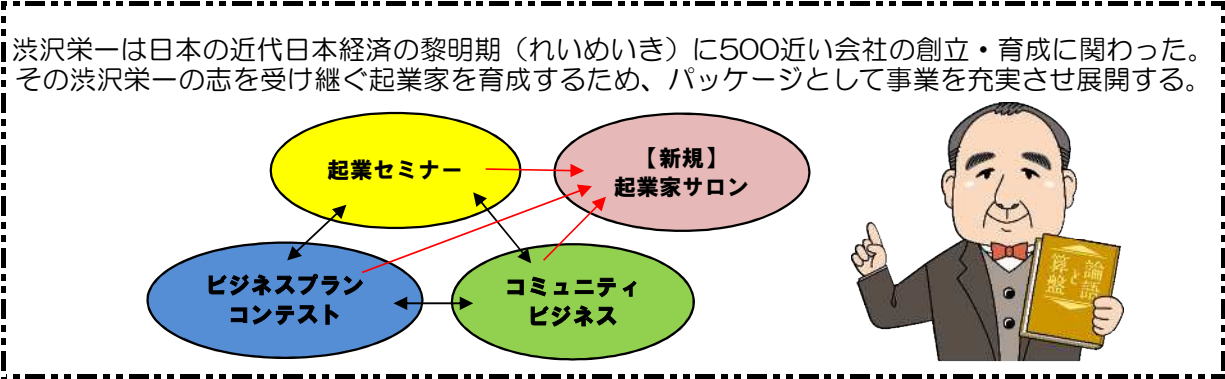 渋沢栄一は日本の近代日本経済の黎明期（れいめいき）に500近い会社の創立・育成に関わった。
その渋沢栄一の志を受け継ぐ起業家を育成するため、パッケージとして事業を充実させ展開する。
起業セミナー
【新規】
起業家サロン
ビジネスプラン
コンテスト
コミュニティ
ビジネス
論語
と
算盤